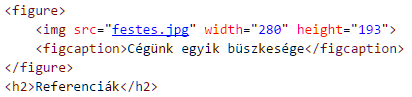 <figure>
<img src="festes.jpg" width="280" height="193">
<figcaption>Cégünk egyik büszkesége</figcaption>
</figure>
<h2>Referenciák</h2>